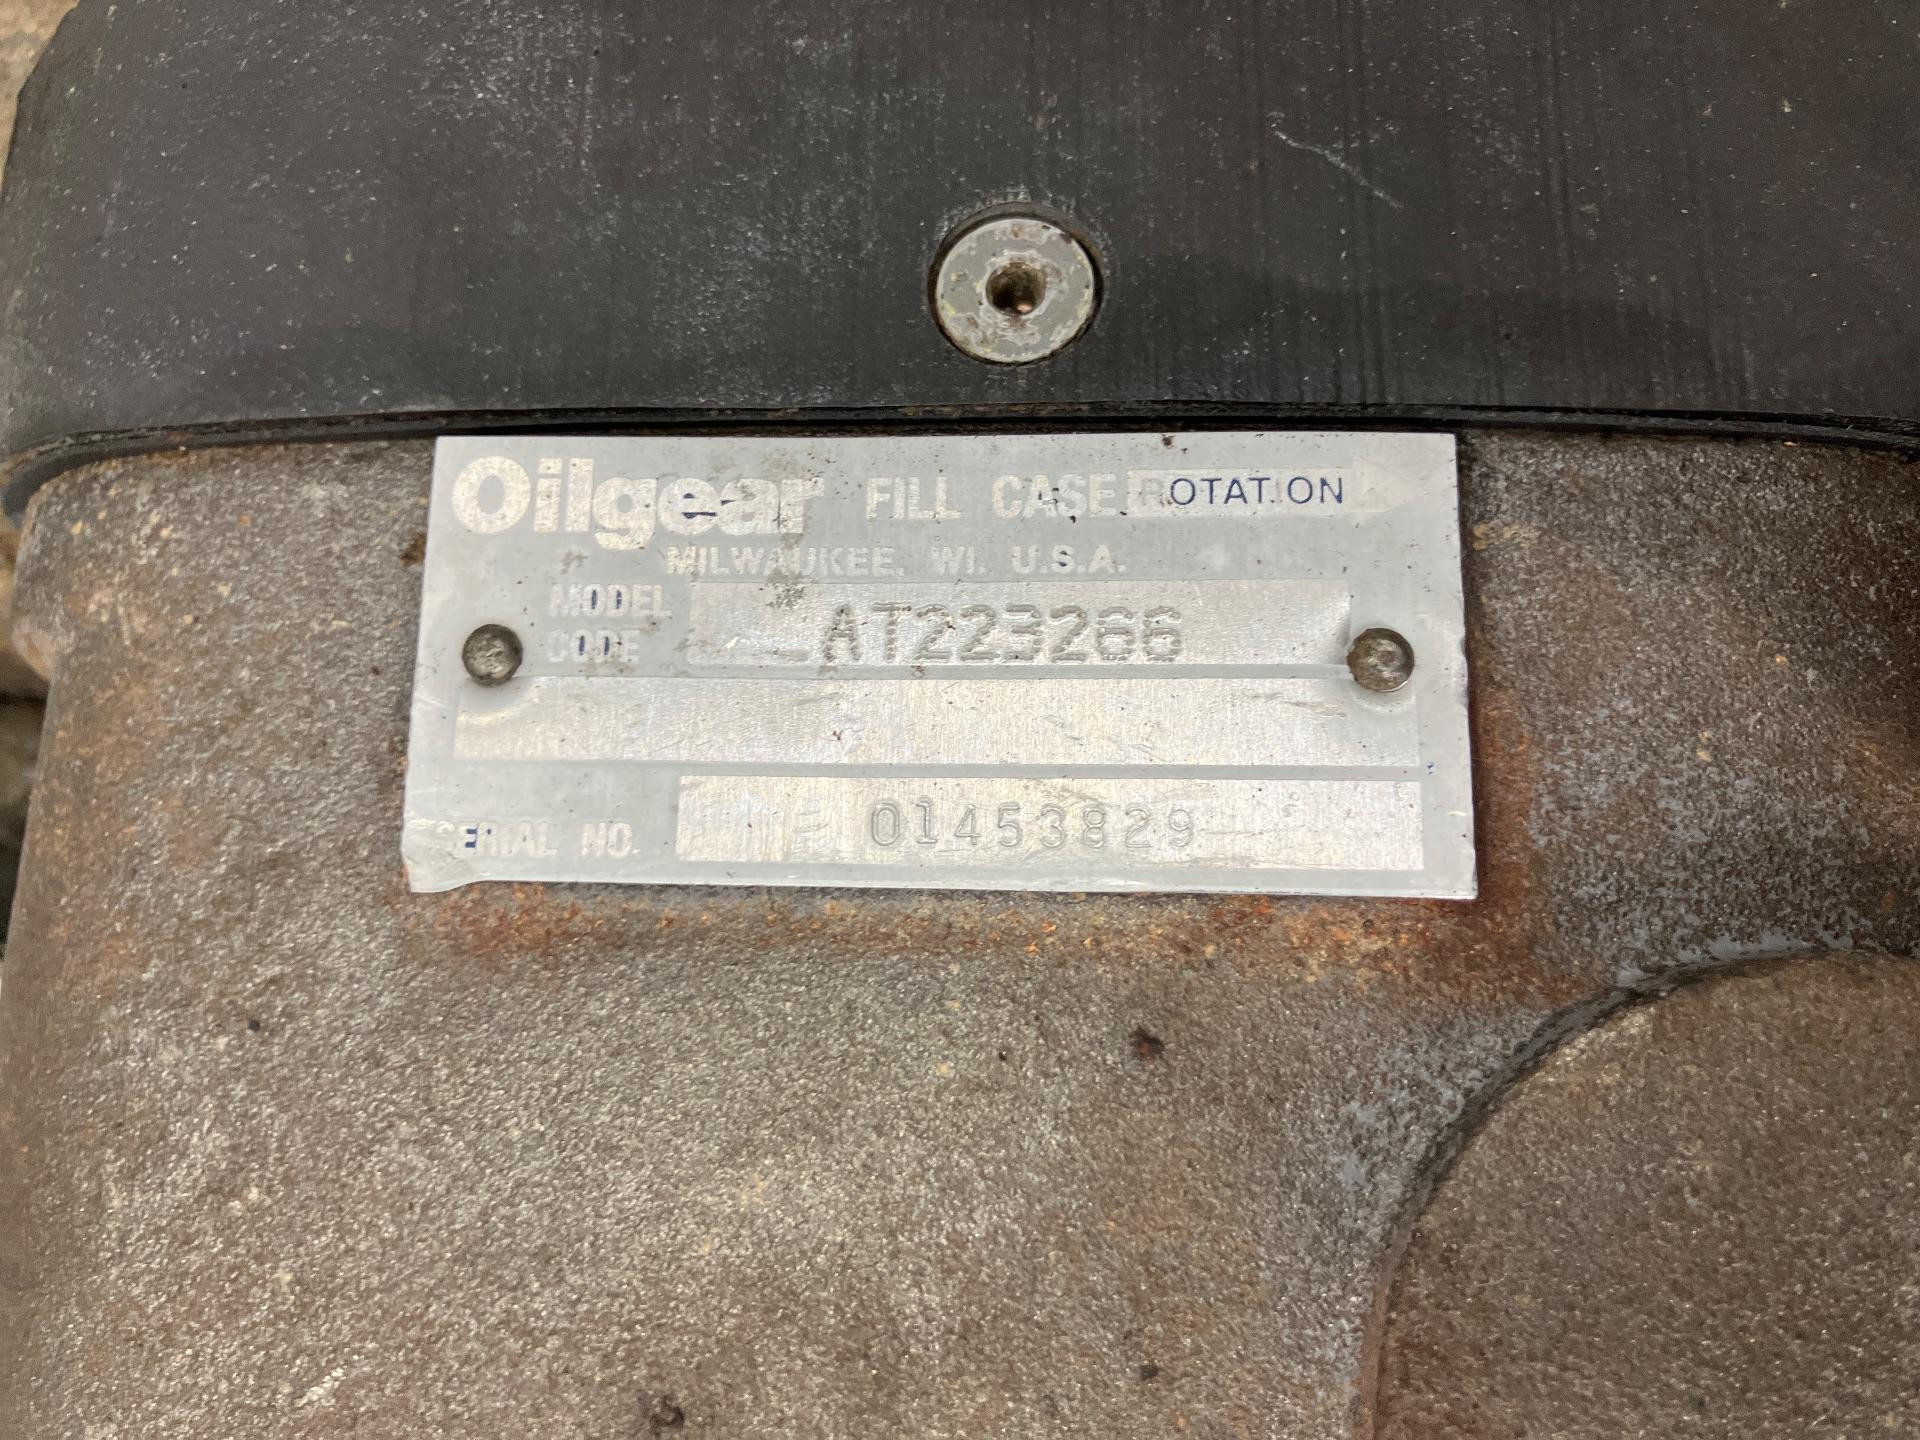 Oilgear FILL CASE ROTATION
MILWAUKEE, WI. U.S.A.
MODEL CODE AT223266
SERIAL NO. 01453829